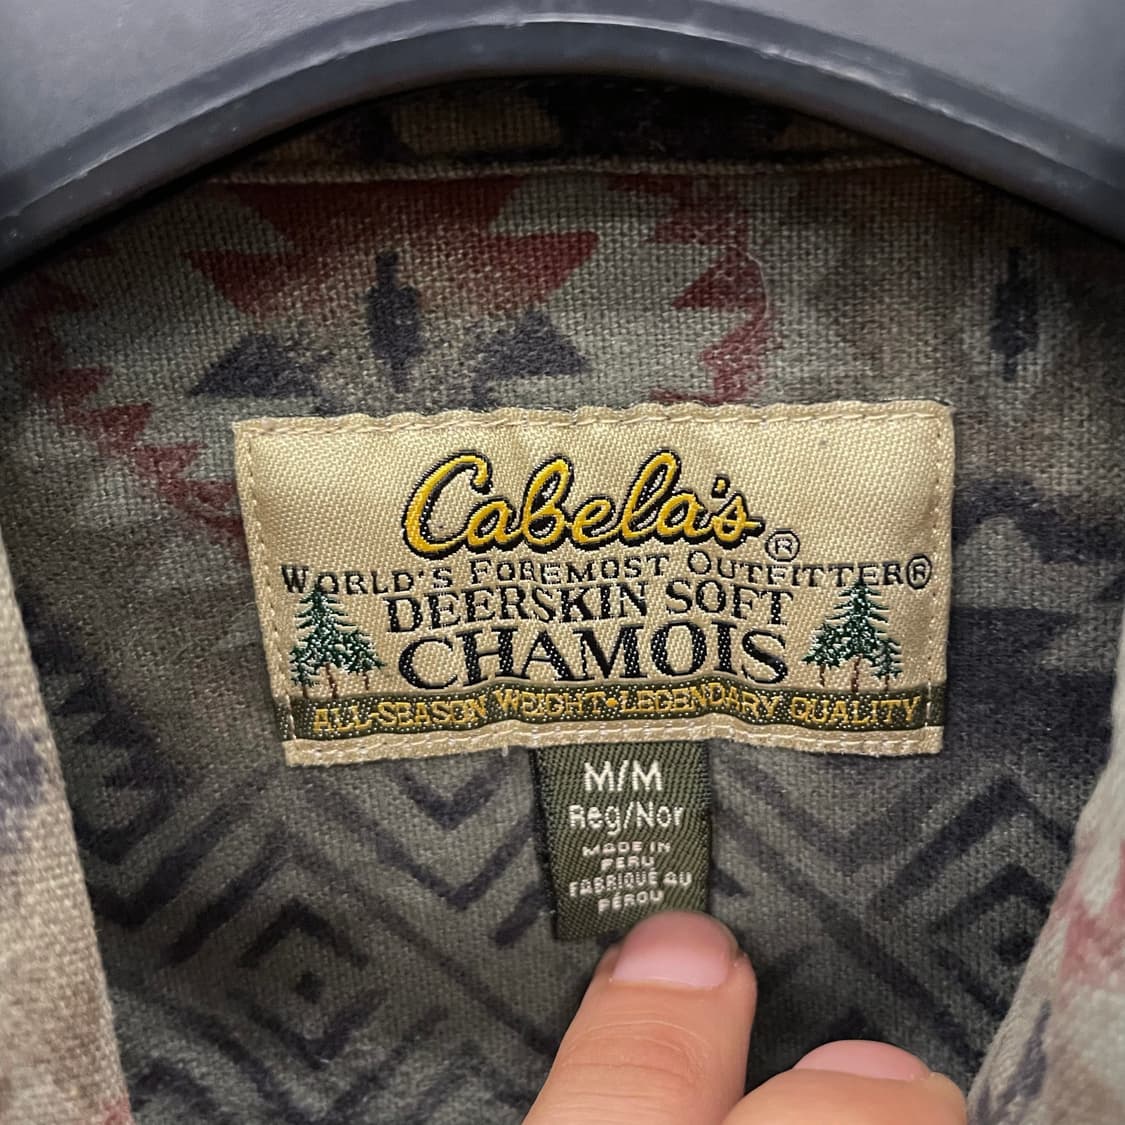 Cabela's®
WORLD'S FOREMOST OUTFITTER®
DEERSKIN SOFT
CHAMOIS
ALL-SEASON WEIGHT•LEGENDARY QUALITY
M/M
Reg/Nor
MADE IN
PERU
FABRIQUÉ AU
PÉROU